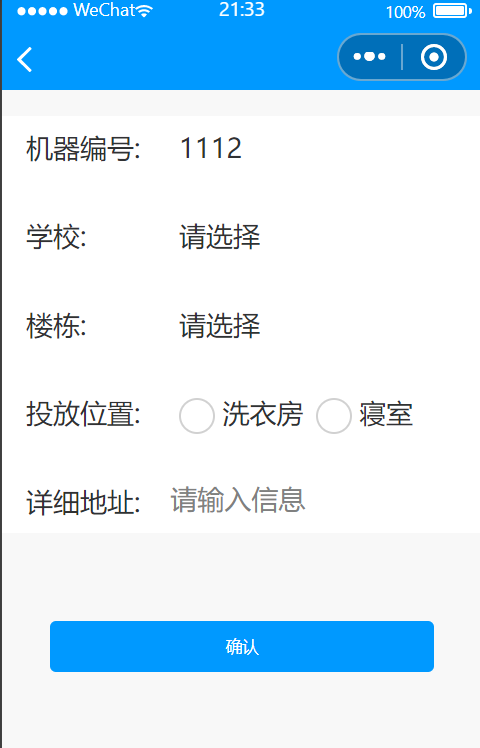 WeChat 21:33 100%
机器编号: 1112
学校: 请选择
楼栋: 请选择
投放位置: 洗衣房 寝室
详细地址: 请输入信息
确认